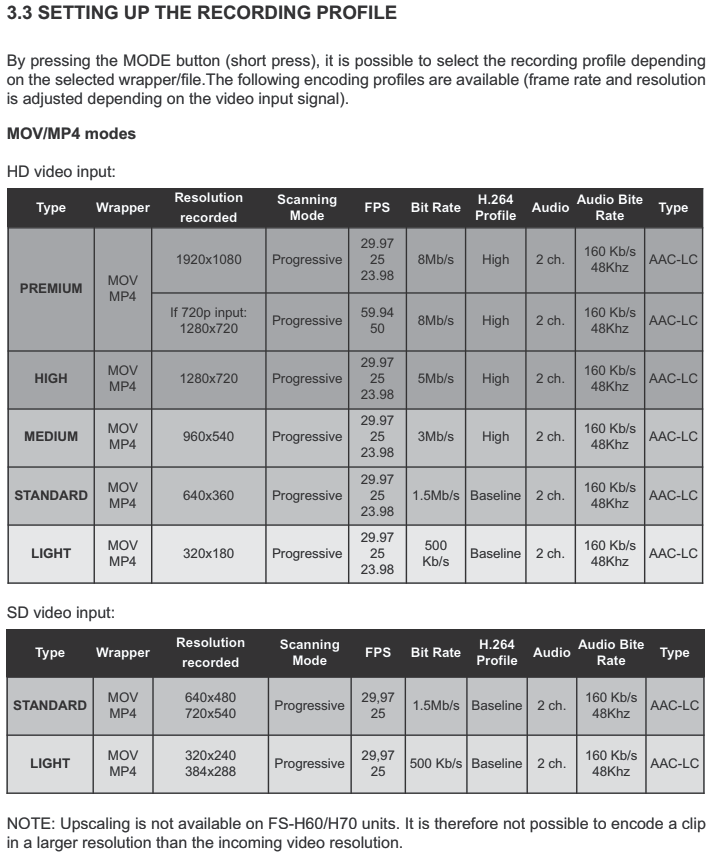 3.3 SETTING UP THE RECORDING PROFILE
By pressing the MODE button (short press), it is possible to select the recording profile depending
on the selected wrapper/file.The following encoding profiles are available (frame rate and resolution
is adjusted depending on the video input signal).
MOV/MP4 modes
HD video input:
Type Wrapper Resolution recorded Scanning Mode FPS Bit Rate H.264 Profile Audio Audio Bite Rate Type
PREMIUM MOV MP4 1920x1080 Progressive 29.97 25 23.98 8Mb/s High 2 ch. 160 Kb/s 48Khz AAC-LC
If 720p input: 1280x720 Progressive 59.94 50 8Mb/s High 2 ch. 160 Kb/s 48Khz AAC-LC
HIGH MOV MP4 1280x720 Progressive 29.97 25 23.98 5Mb/s High 2 ch. 160 Kb/s 48Khz AAC-LC
MEDIUM MOV MP4 960x540 Progressive 29.97 25 23.98 3Mb/s High 2 ch. 160 Kb/s 48Khz AAC-LC
STANDARD MOV MP4 640x360 Progressive 29.97 25 23.98 1.5Mb/s Baseline 2 ch. 160 Kb/s 48Khz AAC-LC
LIGHT MOV MP4 320x180 Progressive 29.97 25 23.98 500 Kb/s Baseline 2 ch. 160 Kb/s 48Khz AAC-LC
SD video input:
Type Wrapper Resolution recorded Scanning Mode FPS Bit Rate H.264 Profile Audio Audio Bite Rate Type
STANDARD MOV MP4 640x480 720x540 Progressive 29,97 25 1.5Mb/s Baseline 2 ch. 160 Kb/s 48Khz AAC-LC
LIGHT MOV MP4 320x240 384x288 Progressive 29,97 25 500 Kb/s Baseline 2 ch. 160 Kb/s 48Khz AAC-LC
NOTE: Upscaling is not available on FS-H60/H70 units. It is therefore not possible to encode a clip
in a larger resolution than the incoming video resolution.